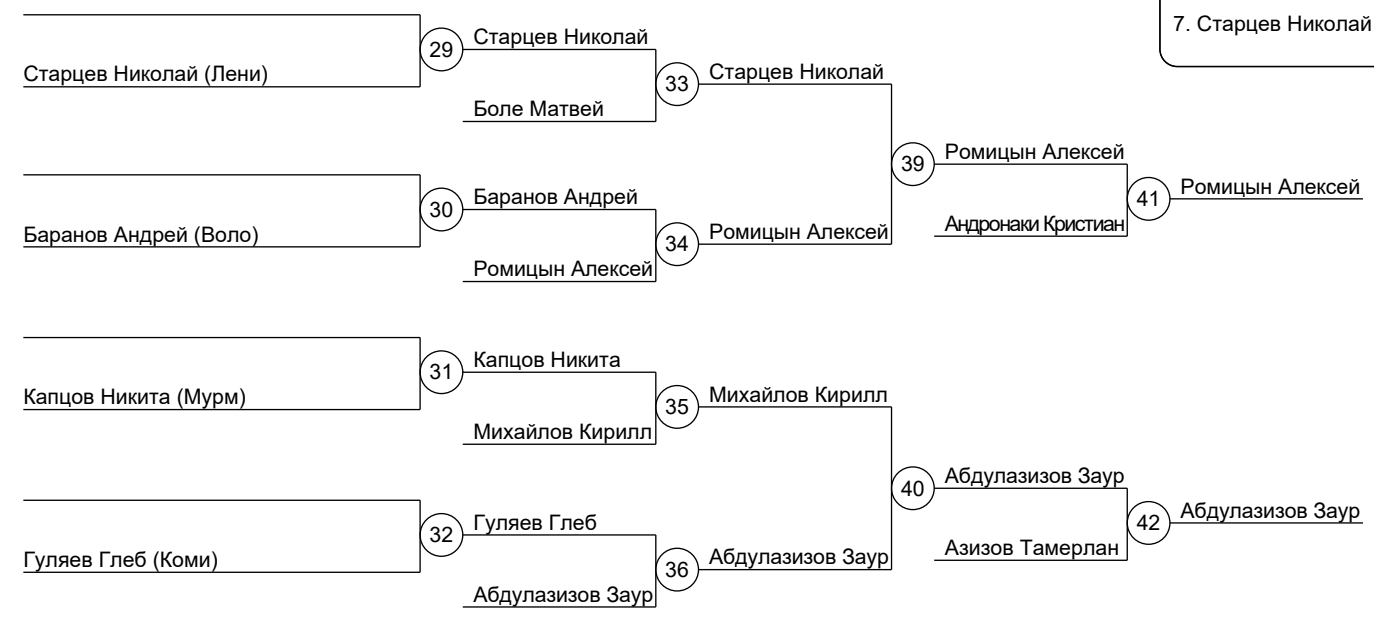 7. Старцев Николай
29
Старцев Николай
Старцев Николай (Лени)
33
Старцев Николай
Боле Матвей
39
Ромицын Алексей
30
Баранов Андрей
Баранов Андрей (Воло)
34
Ромицын Алексей
Ромицын Алексей
41
Ромицын Алексей
Андронаки Кристиан
31
Капцов Никита
Капцов Никита (Мурм)
35
Михайлов Кирилл
Михайлов Кирилл
40
Абдулазизов Заур
32
Гуляев Глеб
Гуляев Глеб (Коми)
36
Абдулазизов Заур
Абдулазизов Заур
42
Абдулазизов Заур
Азизов Тамерлан